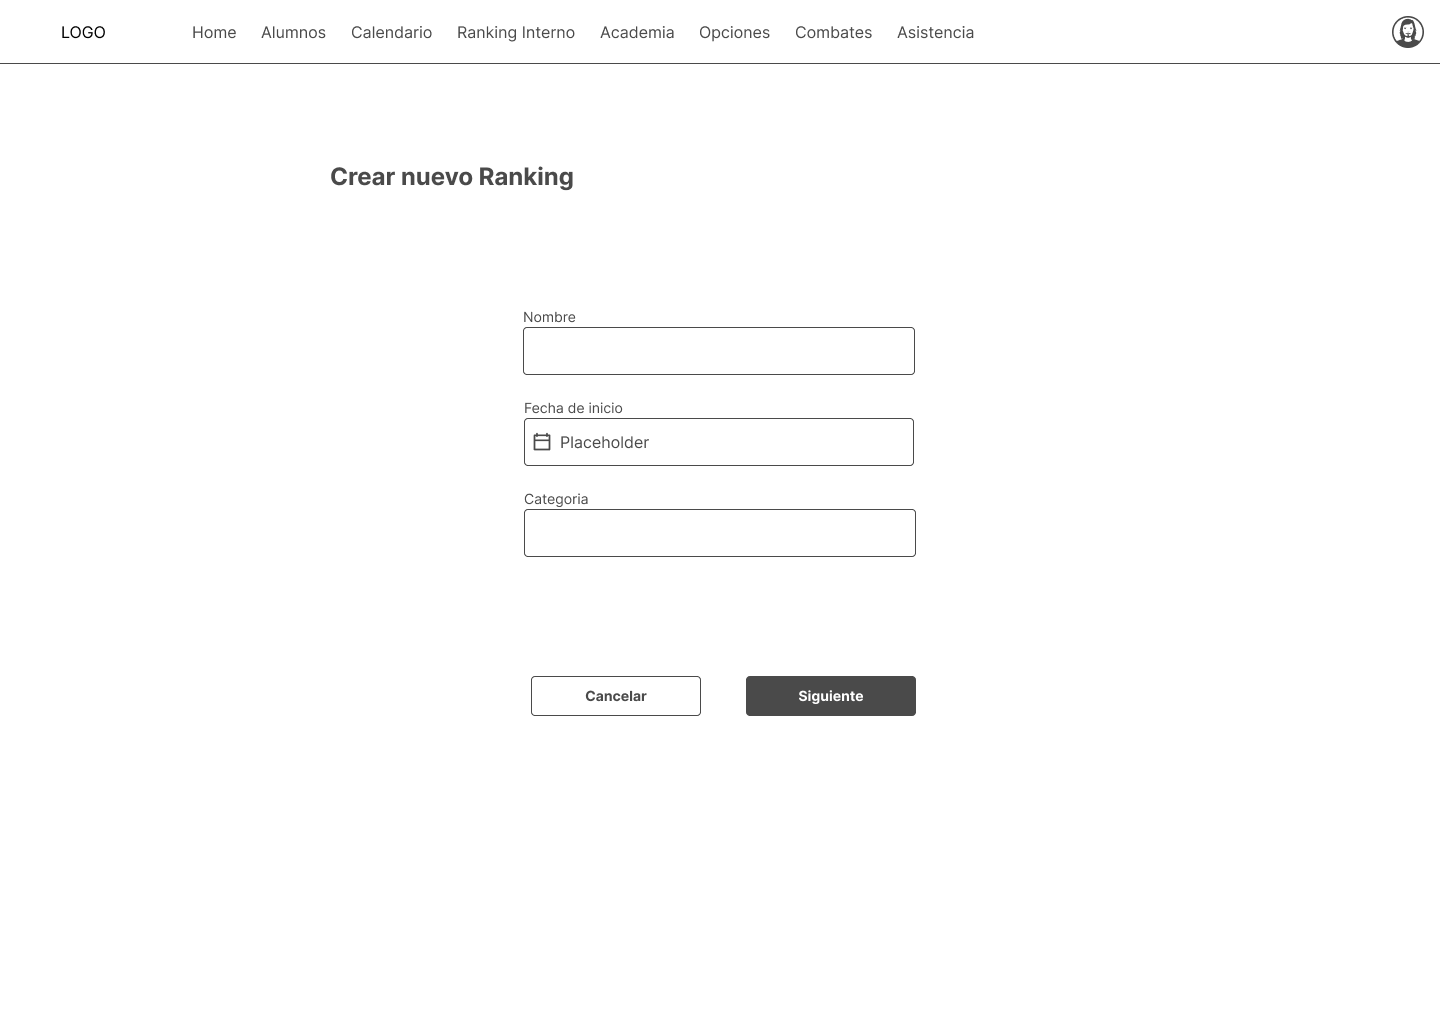 LOGO Home Alumnos Calendario Ranking Interno Academia Opciones Combates Asistencia
Crear nuevo Ranking
Nombre
Fecha de inicio
Placeholder
Categoria
Cancelar Siguiente